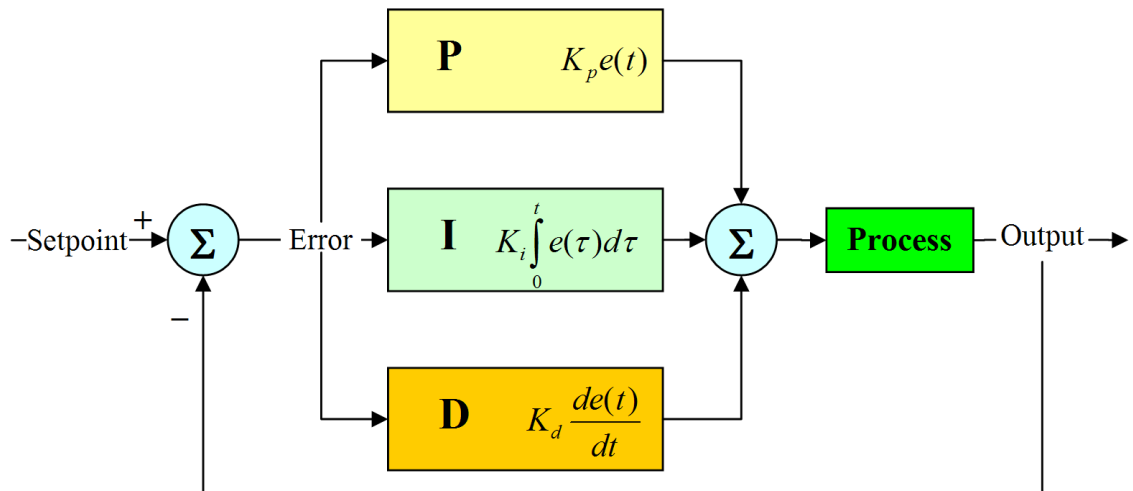 P K_p e(t)
Setpoint
+
Σ
−
Error
I K_i ∫_0^t e(τ)dτ
Σ
Process
Output
D K_d de(t)/dt